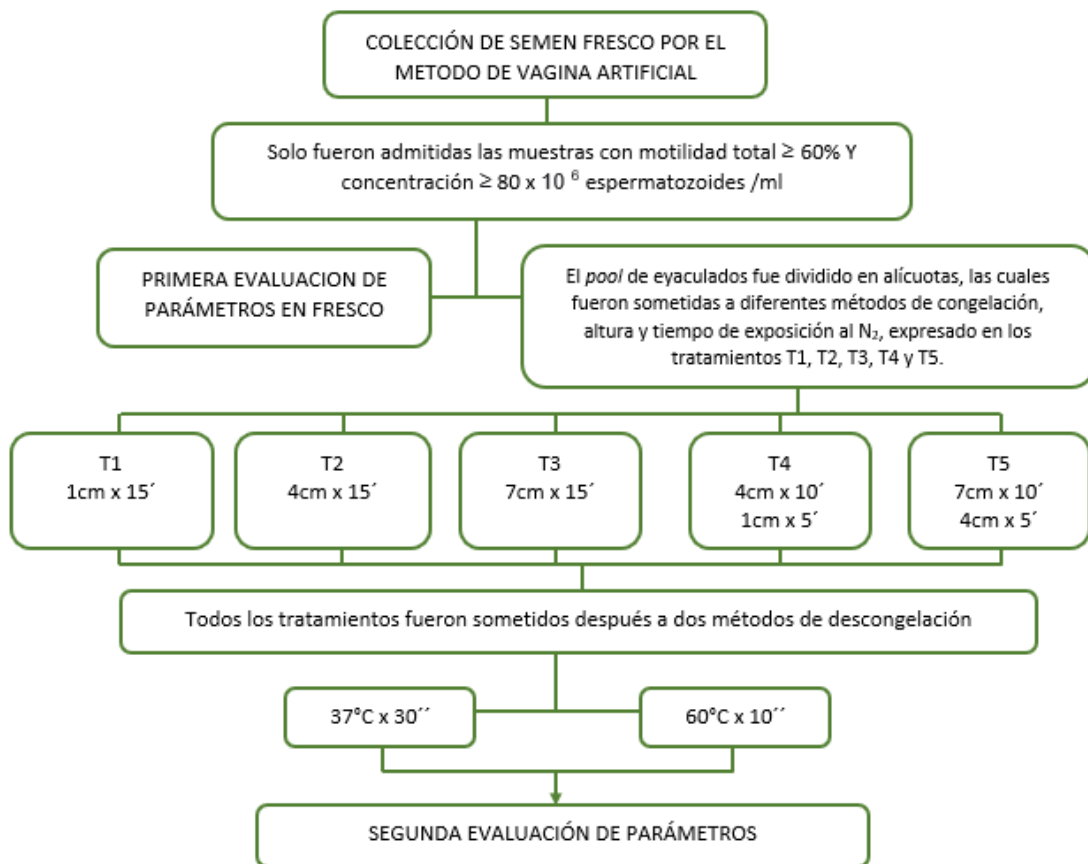 COLECCIÓN DE SEMEN FRESCO POR EL
METODO DE VAGINA ARTIFICIAL
Solo fueron admitidas las muestras con motilidad total ≥ 60% Y
concentración ≥ 80 x 10 ⁶ espermatozoides /ml
PRIMERA EVALUACION DE
PARÁMETROS EN FRESCO
El pool de eyaculados fue dividido en alícuotas, las cuales
fueron sometidas a diferentes métodos de congelación,
altura y tiempo de exposición al N₂, expresado en los
tratamientos T1, T2, T3, T4 y T5.
T1
1cm x 15´
T2
4cm x 15´
T3
7cm x 15´
T4
4cm x 10´
1cm x 5´
T5
7cm x 10´
4cm x 5´
Todos los tratamientos fueron sometidos después a dos métodos de descongelación
37°C x 30´´
60°C x 10´´
SEGUNDA EVALUACIÓN DE PARÁMETROS